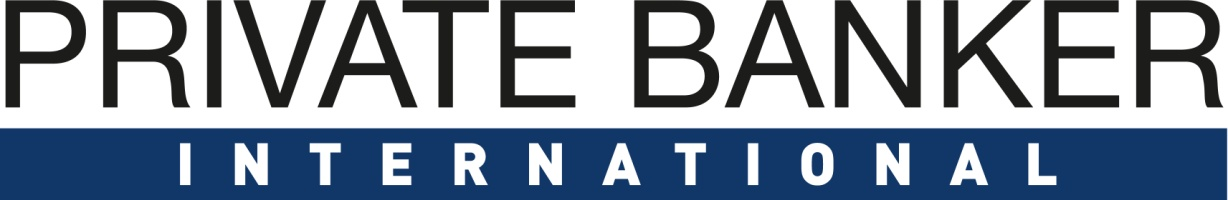 PRIVATE BANKER
INTERNATIONAL